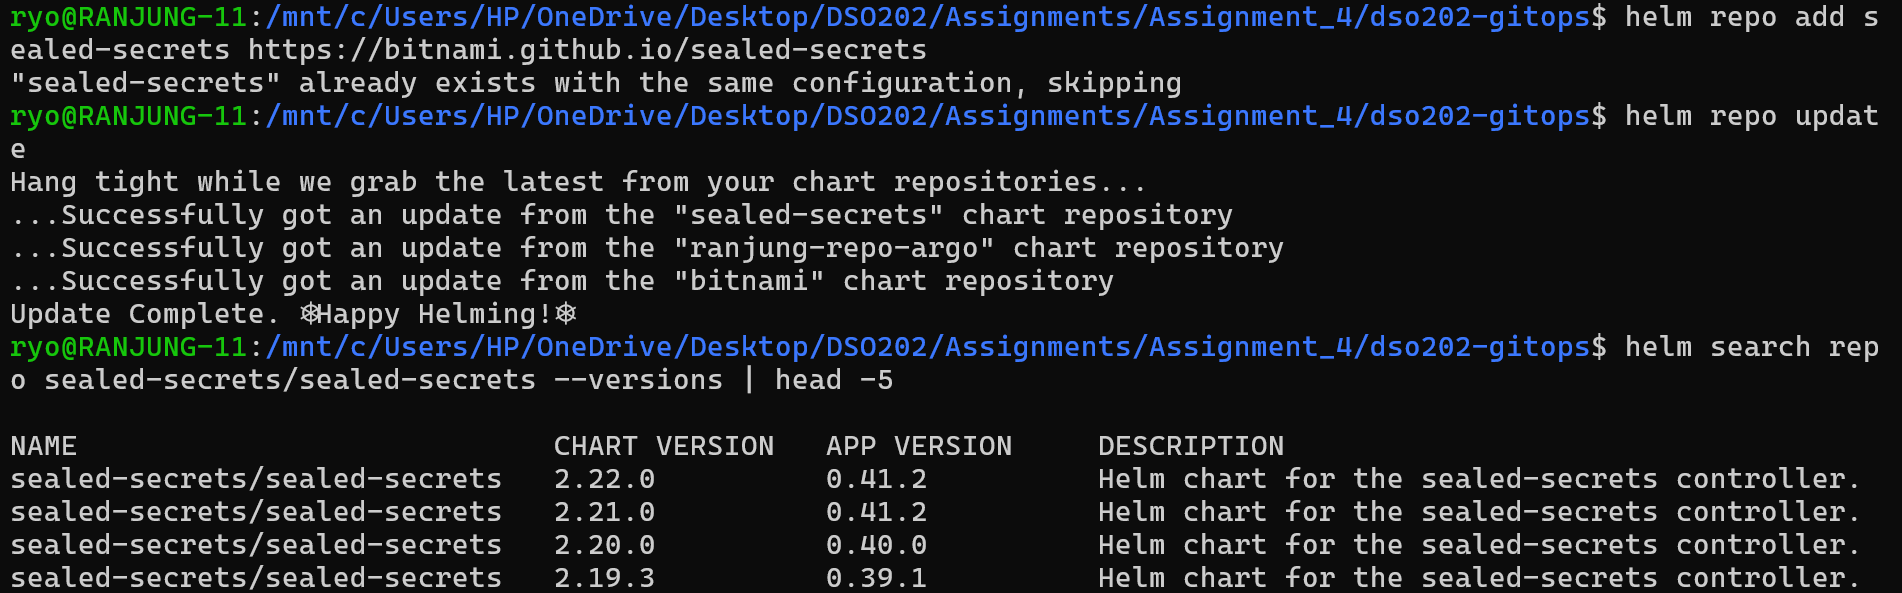 ryo@RANJUNG-11:/mnt/c/Users/HP/OneDrive/Desktop/DSO202/Assignments/Assignment_4/dso202-gitops$ helm repo add s
ealed-secrets https://bitnami.github.io/sealed-secrets
"sealed-secrets" already exists with the same configuration, skipping
ryo@RANJUNG-11:/mnt/c/Users/HP/OneDrive/Desktop/DSO202/Assignments/Assignment_4/dso202-gitops$ helm repo updat
e
Hang tight while we grab the latest from your chart repositories...
...Successfully got an update from the "sealed-secrets" chart repository
...Successfully got an update from the "ranjung-repo-argo" chart repository
...Successfully got an update from the "bitnami" chart repository
Update Complete. ⎈Happy Helming!⎈
ryo@RANJUNG-11:/mnt/c/Users/HP/OneDrive/Desktop/DSO202/Assignments/Assignment_4/dso202-gitops$ helm search rep
o sealed-secrets/sealed-secrets --versions | head -5
NAME CHART VERSION APP VERSION DESCRIPTION
sealed-secrets/sealed-secrets 2.22.0 0.41.2 Helm chart for the sealed-secrets controller.
sealed-secrets/sealed-secrets 2.21.0 0.41.2 Helm chart for the sealed-secrets controller.
sealed-secrets/sealed-secrets 2.20.0 0.40.0 Helm chart for the sealed-secrets controller.
sealed-secrets/sealed-secrets 2.19.3 0.39.1 Helm chart for the sealed-secrets controller.